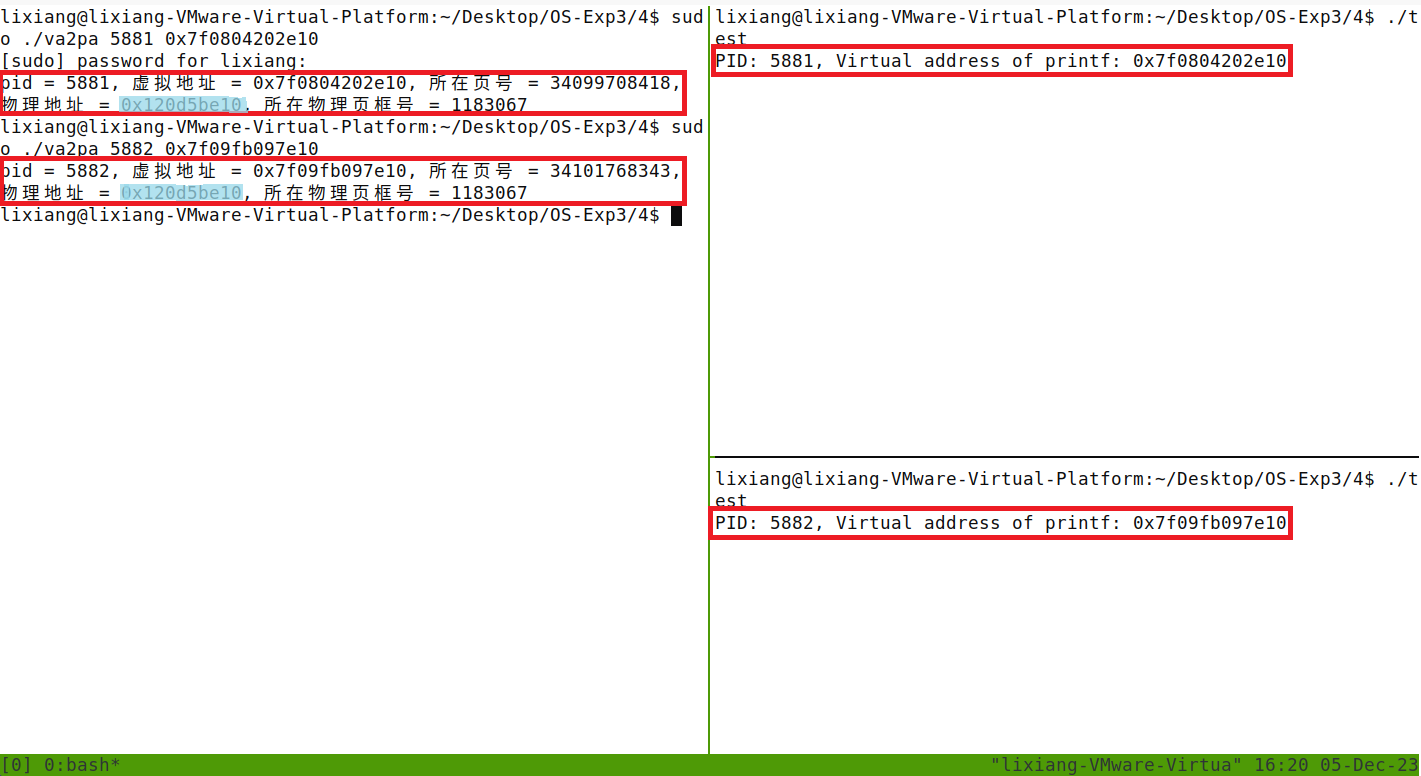 lixiang@lixiang-VMware-Virtual-Platform:~/Desktop/OS-Exp3/4$ sud
o ./va2pa 5881 0x7f0804202e10
[sudo] password for lixiang:
pid = 5881, 虚拟地址 = 0x7f0804202e10, 所在页号 = 34099708418,
物理地址 = 0x120d5be10, 所在物理页框号 = 1183067
lixiang@lixiang-VMware-Virtual-Platform:~/Desktop/OS-Exp3/4$ sud
o ./va2pa 5882 0x7f09fb097e10
pid = 5882, 虚拟地址 = 0x7f09fb097e10, 所在页号 = 34101768343,
物理地址 = 0x120d5be10, 所在物理页框号 = 1183067
lixiang@lixiang-VMware-Virtual-Platform:~/Desktop/OS-Exp3/4$
lixiang@lixiang-VMware-Virtual-Platform:~/Desktop/OS-Exp3/4$ ./t
est
PID: 5881, Virtual address of printf: 0x7f0804202e10
lixiang@lixiang-VMware-Virtual-Platform:~/Desktop/OS-Exp3/4$ ./t
est
PID: 5882, Virtual address of printf: 0x7f09fb097e10
[0] 0:bash* "lixiang-VMware-Virtua" 16:20 05-Dec-23